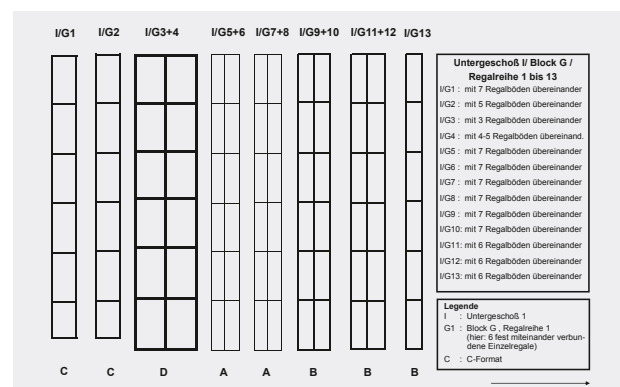 I/G1 I/G2 I/G3+4 I/G5+6 I/G7+8 I/G9+10 I/G11+12 I/G13
Untergeschoß I/ Block G /
Regalreihe 1 bis 13
I/G1 : mit 7 Regalböden übereinander
I/G2 : mit 5 Regalböden übereinander
I/G3 : mit 3 Regalböden übereinander
I/G4 : mit 4-5 Regalböden übereinand.
I/G5 : mit 7 Regalböden übereinander
I/G6 : mit 7 Regalböden übereinander
I/G7 : mit 7 Regalböden übereinander
I/G8 : mit 7 Regalböden übereinander
I/G9 : mit 7 Regalböden übereinander
I/G10: mit 7 Regalböden übereinander
I/G11: mit 6 Regalböden übereinander
I/G12: mit 6 Regalböden übereinander
I/G13: mit 6 Regalböden übereinander
Legende
I : Untergeschoß 1
G1 : Block G , Regalreihe 1
(hier: 6 fest miteinander verbun-
dene Einzelregale)
C : C-Format
C C D A A B B B